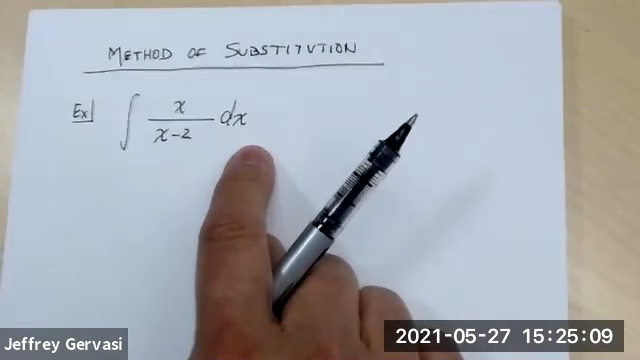 METHOD OF SUBSTITUTION
Ex ∫ x/(x-2) dx
Jeffrey Gervasi
2021-05-27 15:25:09